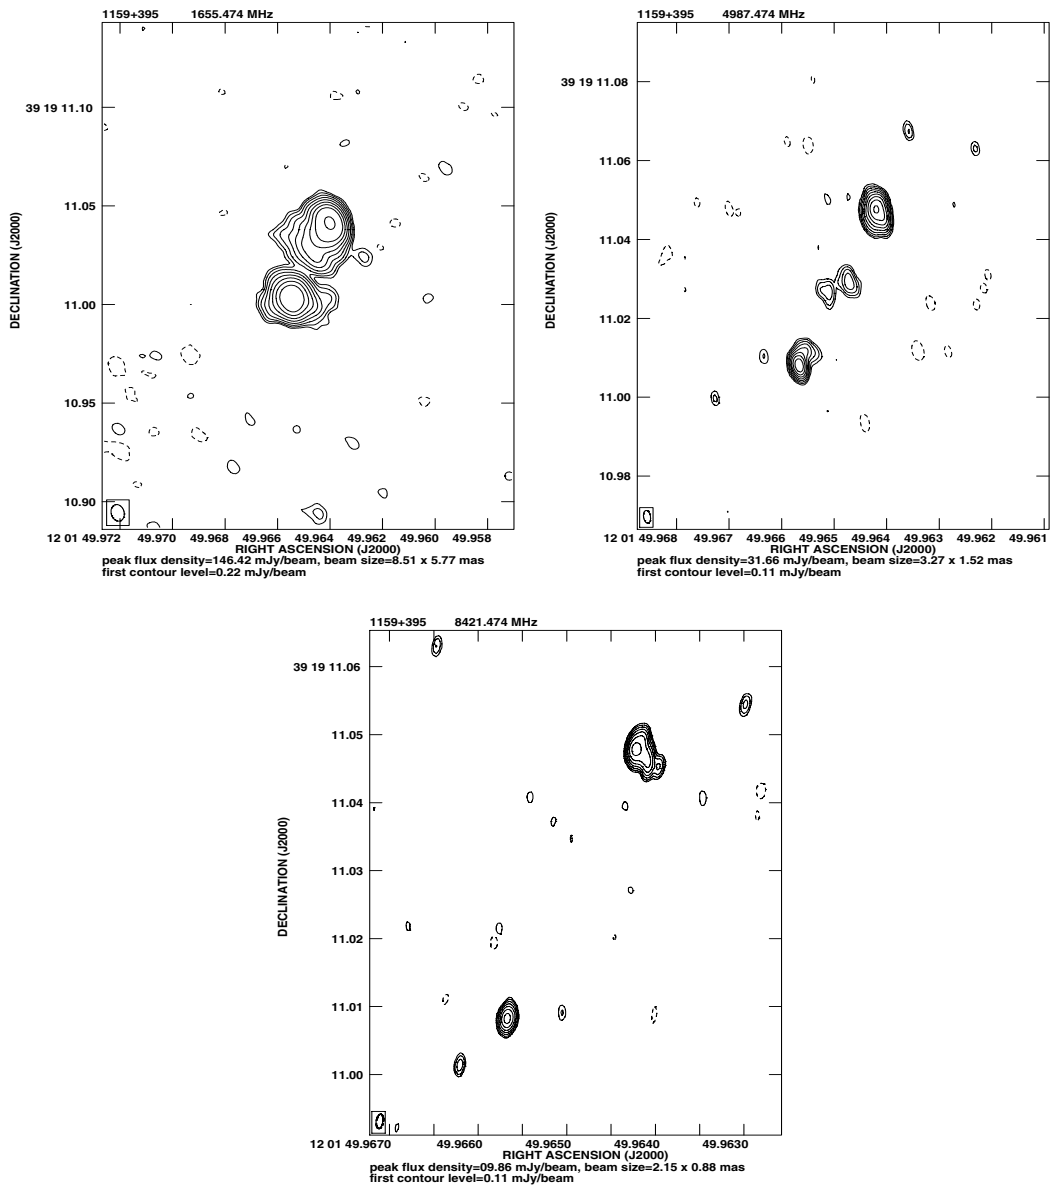 1159+395 1655.474 MHz
39 19 11.10
11.05
11.00
10.95
10.90
DECLINATION (J2000)
12 01 49.972 49.970 49.968 49.966 49.964 49.962 49.960 49.958
RIGHT ASCENSION (J2000)
peak flux density=146.42 mJy/beam, beam size=8.51 x 5.77 mas
first contour level=0.22 mJy/beam
1159+395 4987.474 MHz
39 19 11.08
11.06
11.04
11.02
11.00
10.98
DECLINATION (J2000)
12 01 49.968 49.967 49.966 49.965 49.964 49.963 49.962 49.961
RIGHT ASCENSION (J2000)
peak flux density=31.66 mJy/beam, beam size=3.27 x 1.52 mas
first contour level=0.11 mJy/beam
1159+395 8421.474 MHz
39 19 11.06
11.05
11.04
11.03
11.02
11.01
11.00
DECLINATION (J2000)
12 01 49.9670 49.9660 49.9650 49.9640 49.9630
RIGHT ASCENSION (J2000)
peak flux density=09.86 mJy/beam, beam size=2.15 x 0.88 mas
first contour level=0.11 mJy/beam